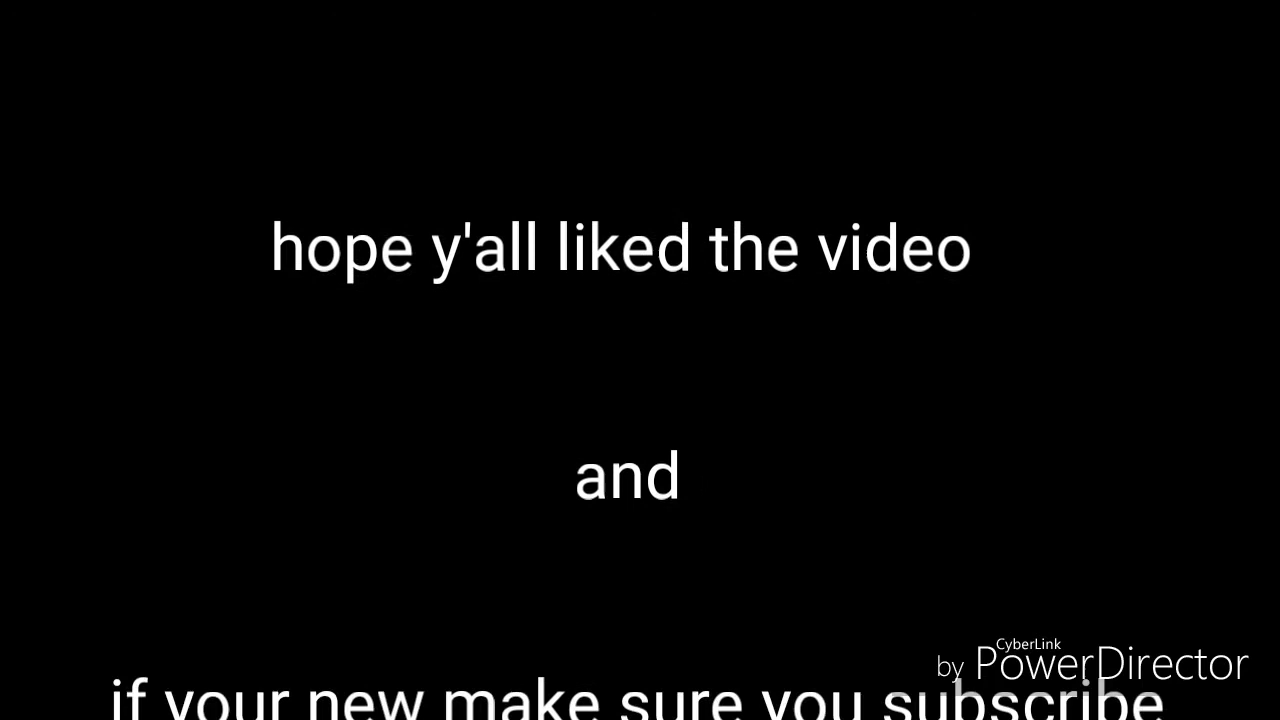 hope y'all liked the video
and
CyberLink
by PowerDirector
if your new make sure you subscribe